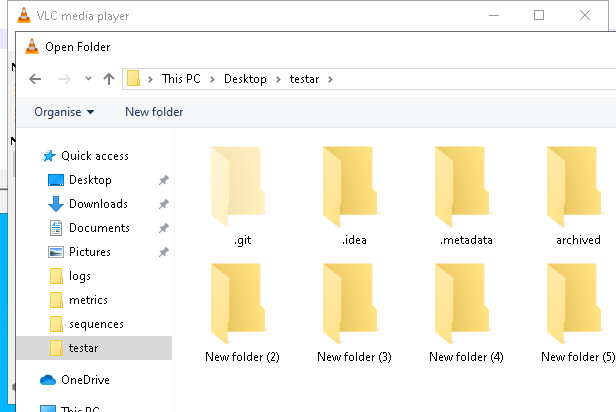 VLC media player
Open Folder
This PC > Desktop > testar >
Organise New folder
Quick access
Desktop
Downloads
Documents
Pictures
logs
metrics
sequences
testar
OneDrive
This PC
.git .idea .metadata archived
New folder (2) New folder (3) New folder (4) New folder (5)